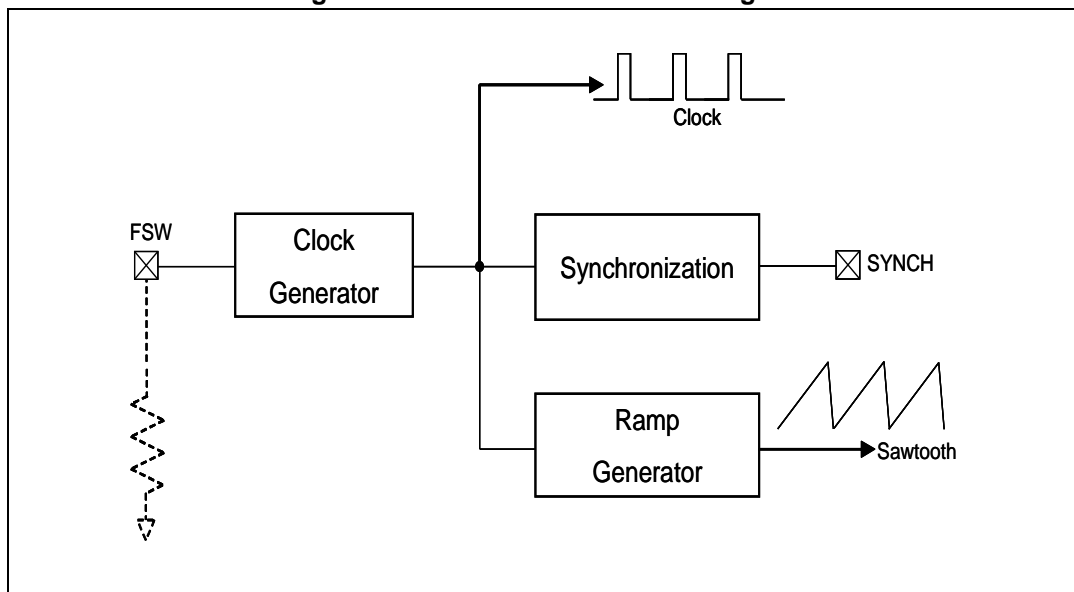 Clock
FSW
Clock
Generator
Synchronization
SYNCH
Ramp
Generator
Sawtooth